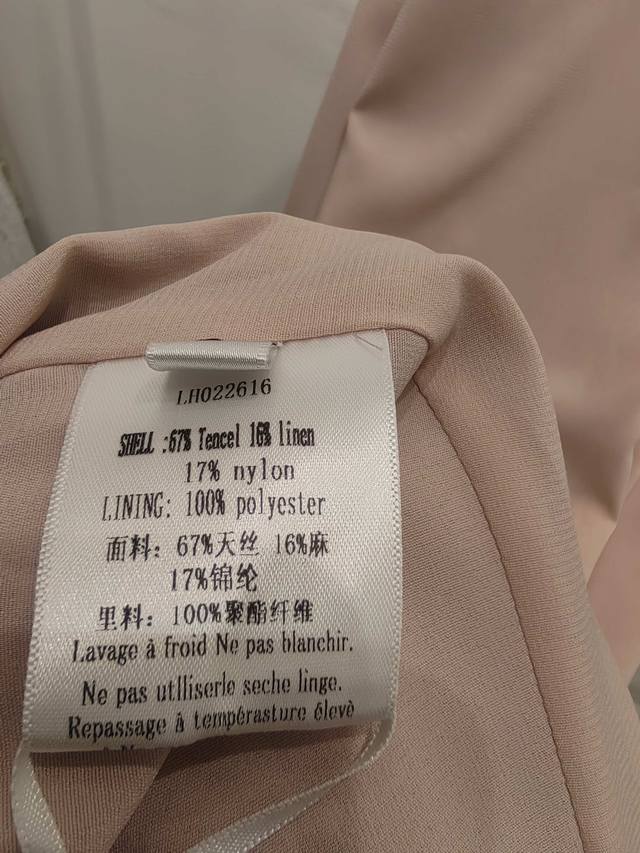 LH022616
SHELL :67% Tencel 16% linen
17% nylon
LINING: 100% polyester
面料: 67%天丝 16%麻
17%锦纶
里料: 100%聚酯纤维
Lavage à froid Ne pas blanchir.
Ne pas utlliserle seche linge.
Repassage à tempérasture élevè